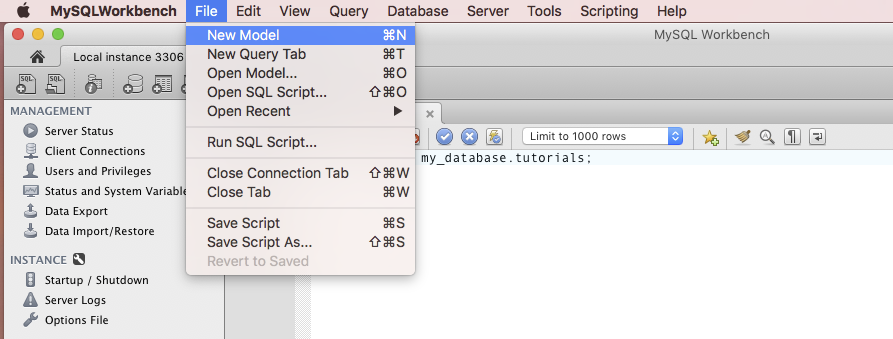 MySQLWorkbench File Edit View Query Database Server Tools Scripting Help
MySQL Workbench
Local instance 3306
SQL SQL
MANAGEMENT
Server Status
Client Connections
Users and Privileges
Status and System Variable
Data Export
Data Import/Restore
INSTANCE
Startup / Shutdown
Server Logs
Options File
New Model ⌘N
New Query Tab ⌘T
Open Model... ⌘O
Open SQL Script... ⇧⌘O
Open Recent
Run SQL Script...
Close Connection Tab ⇧⌘W
Close Tab ⌘W
Save Script ⌘S
Save Script As... ⇧⌘S
Revert to Saved
Limit to 1000 rows
my_database.tutorials;